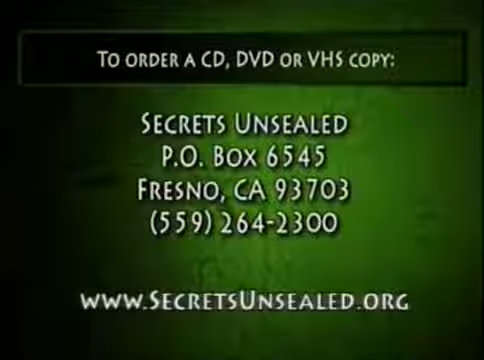 To order a CD, DVD or VHS copy:
Secrets Unsealed
P.O. Box 6545
Fresno, CA 93703
(559) 264-2300
www.SecretsUnsealed.org